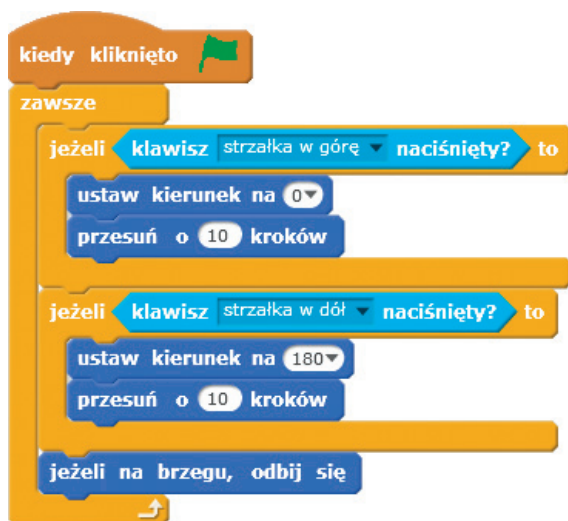 kiedy kliknięto
zawsze
jeżeli klawisz strzałka w górę naciśnięty? to
ustaw kierunek na 0
przesuń o 10 kroków
jeżeli klawisz strzałka w dół naciśnięty? to
ustaw kierunek na 180
przesuń o 10 kroków
jeżeli na brzegu, odbij się